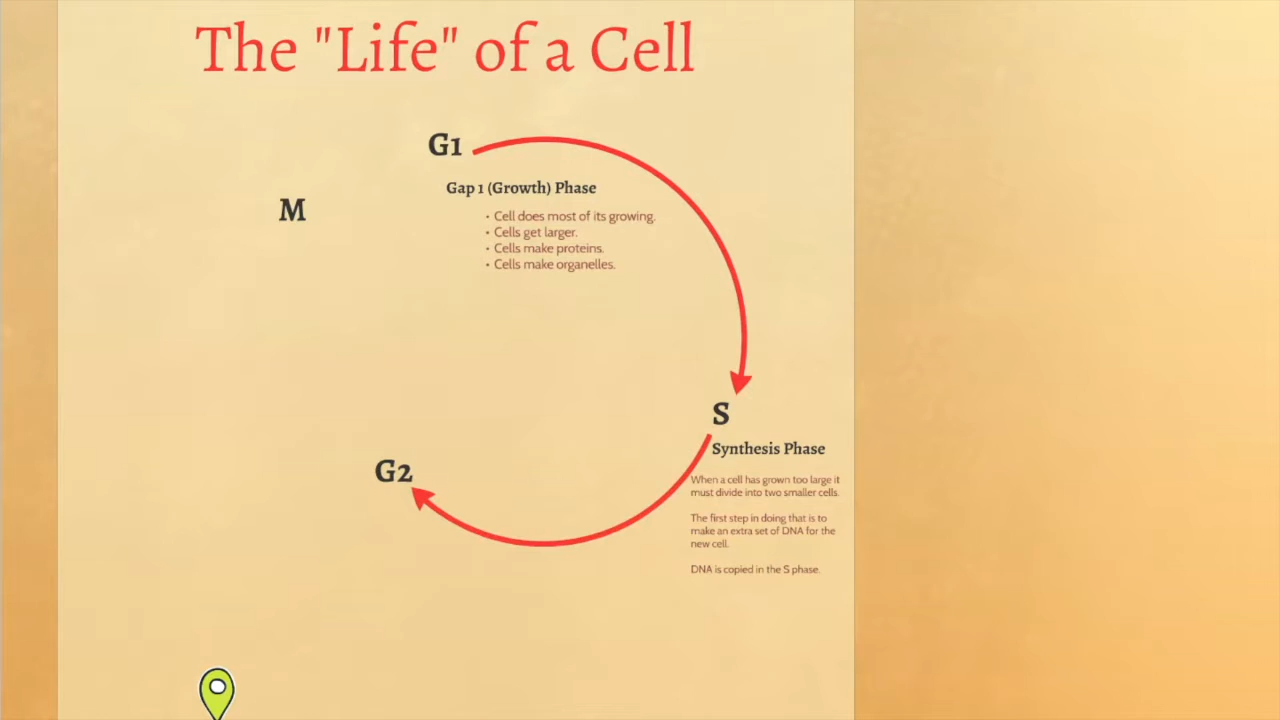 The "Life" of a Cell
G1
Gap 1 (Growth) Phase
• Cell does most of its growing.
• Cells get larger.
• Cells make proteins.
• Cells make organelles.
M
S
Synthesis Phase
When a cell has grown too large it
must divide into two smaller cells.
The first step in doing that is to
make an extra set of DNA for the
new cell.
DNA is copied in the S phase.
G2